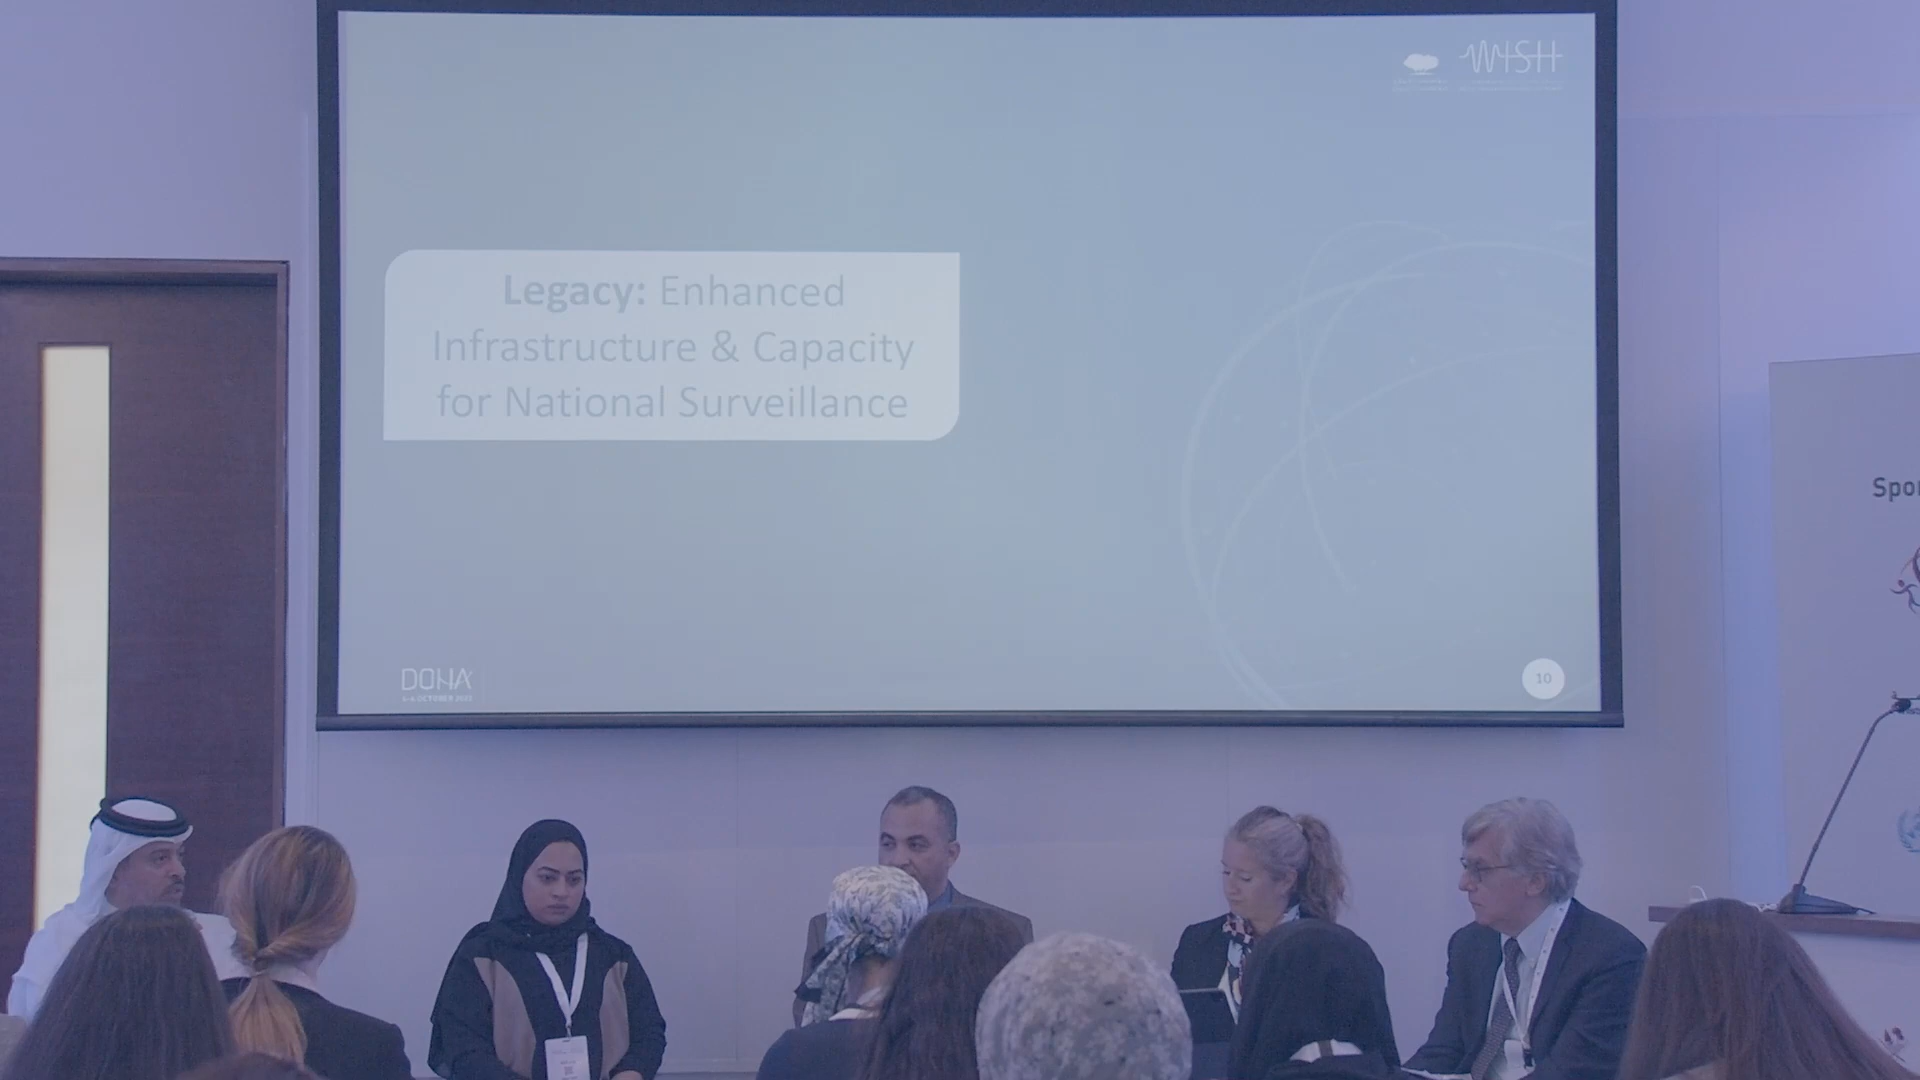 WISH
Legacy: Enhanced
Infrastructure & Capacity
for National Surveillance
DOHA
10
Spo